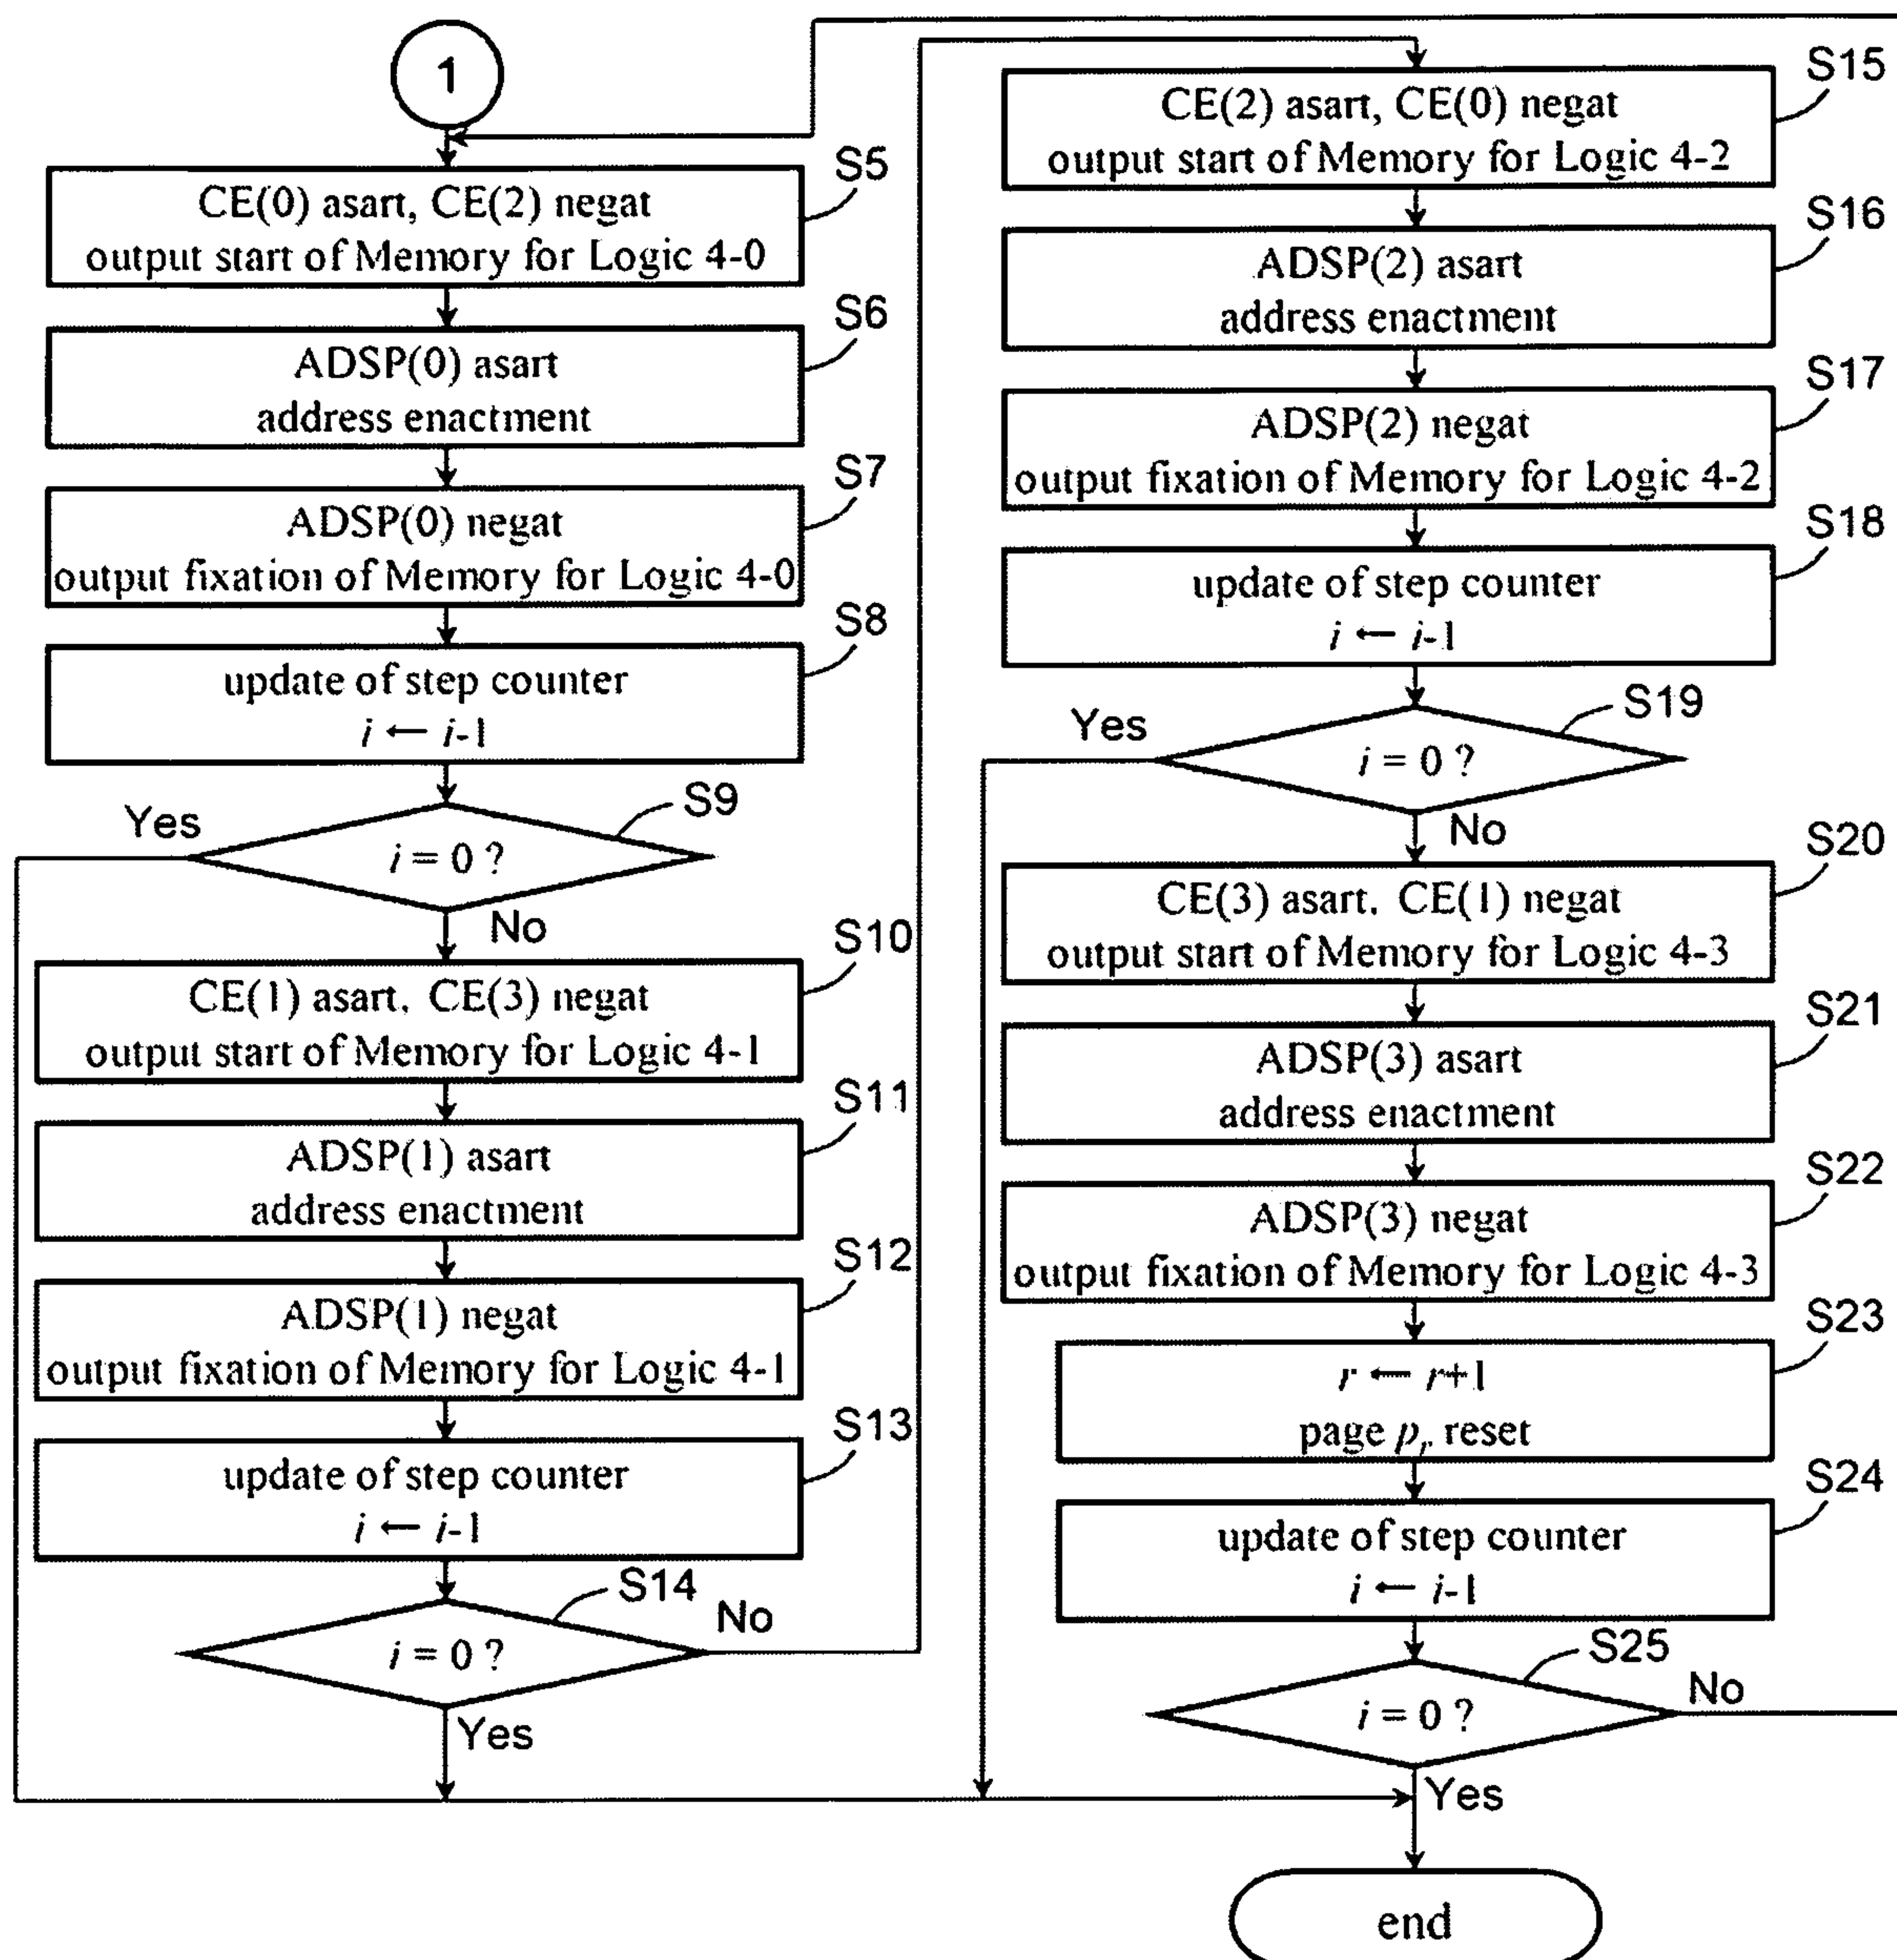 1
CE(0) asart, CE(2) negat
output start of Memory for Logic 4-0
S5
ADSP(0) asart
address enactment
S6
ADSP(0) negat
output fixation of Memory for Logic 4-0
S7
update of step counter
i ← i-1
S8
i = 0 ?
S9
Yes
No
CE(1) asart, CE(3) negat
output start of Memory for Logic 4-1
S10
ADSP(1) asart
address enactment
S11
ADSP(1) negat
output fixation of Memory for Logic 4-1
S12
update of step counter
i ← i-1
S13
i = 0 ?
S14
No
Yes
CE(2) asart, CE(0) negat
output start of Memory for Logic 4-2
S15
ADSP(2) asart
address enactment
S16
ADSP(2) negat
output fixation of Memory for Logic 4-2
S17
update of step counter
i ← i-1
S18
i = 0 ?
S19
Yes
No
CE(3) asart, CE(1) negat
output start of Memory for Logic 4-3
S20
ADSP(3) asart
address enactment
S21
ADSP(3) negat
output fixation of Memory for Logic 4-3
S22
r ← r+1
page pr reset
S23
update of step counter
i ← i-1
S24
i = 0 ?
S25
No
Yes
end